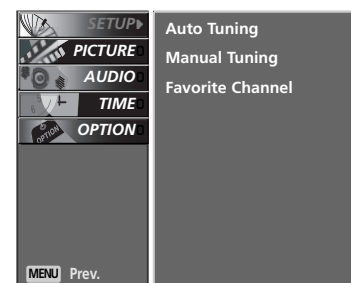 SETUP
PICTURE
AUDIO
TIME
OPTION
MENU Prev.
Auto Tuning
Manual Tuning
Favorite Channel